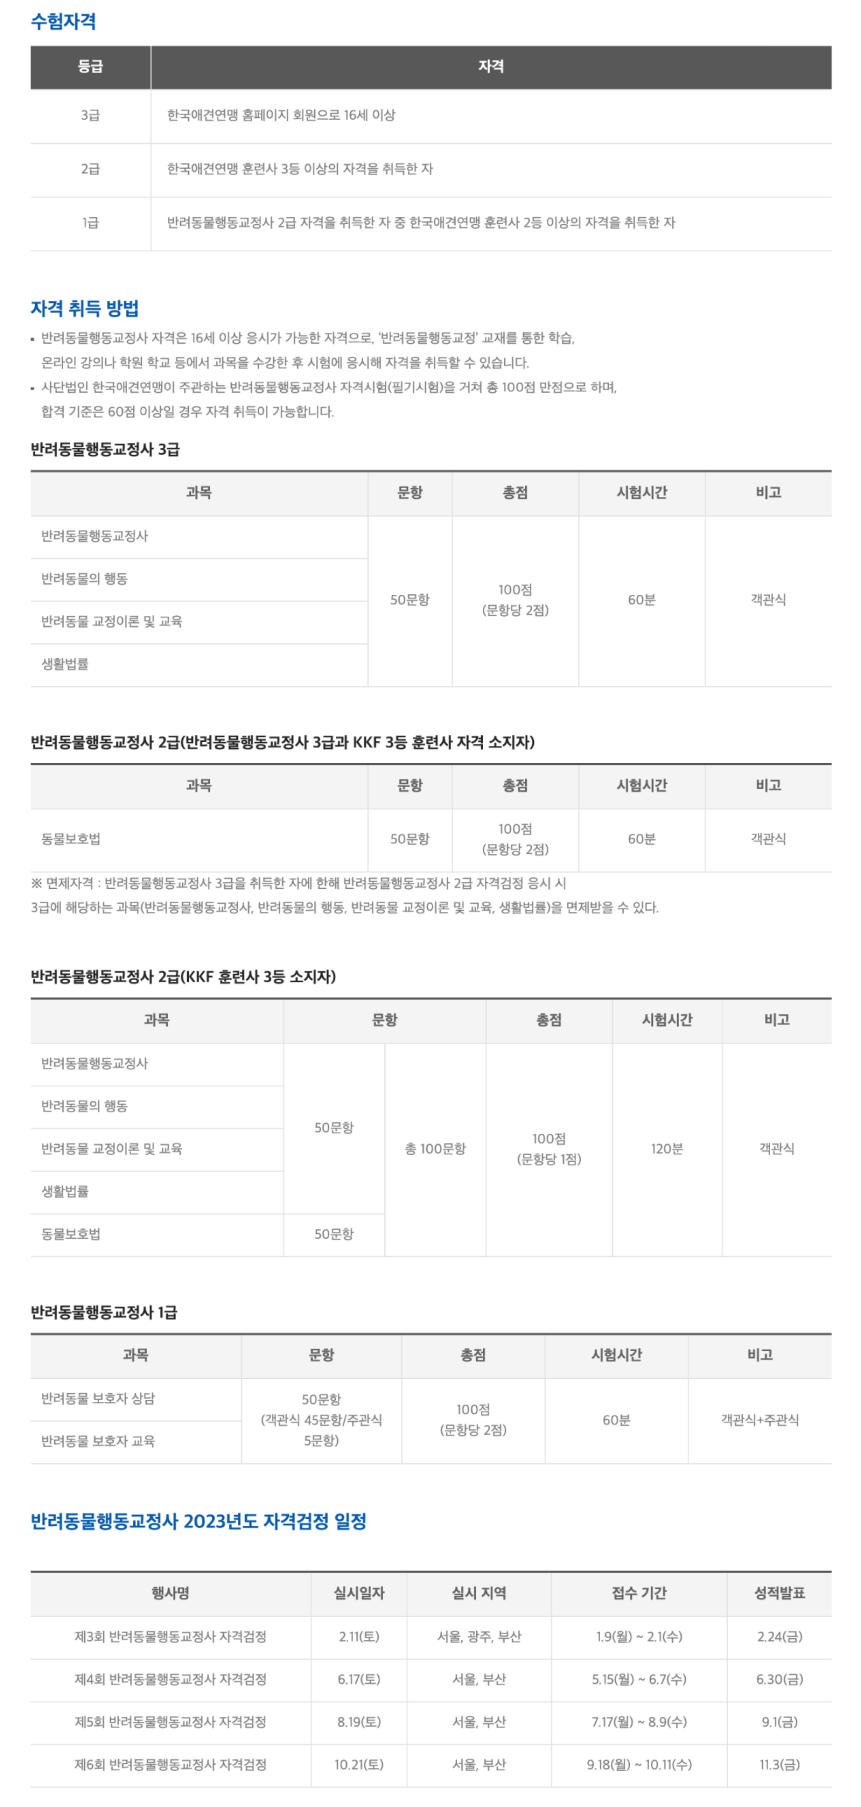 수험자격
등급 자격
3급 한국애견연맹 홈페이지 회원으로 16세 이상
2급 한국애견연맹 훈련사 3등 이상의 자격을 취득한 자
1급 반려동물행동교정사 2급 자격을 취득한 자 중 한국애견연맹 훈련사 2등 이상의 자격을 취득한 자
자격 취득 방법
▪ 반려동물행동교정사 자격은 16세 이상 응시가 가능한 자격으로, '반려동물행동교정' 교재를 통한 학습,
온라인 강의나 학원 학교 등에서 과목을 수강한 후 시험에 응시해 자격을 취득할 수 있습니다.
▪ 사단법인 한국애견연맹이 주관하는 반려동물행동교정사 자격시험(필기시험)을 거쳐 총 100점 만점으로 하며,
합격 기준은 60점 이상일 경우 자격 취득이 가능합니다.
반려동물행동교정사 3급
과목 문항 총점 시험시간 비고
반려동물행동교정사
반려동물의 행동
반려동물 교정이론 및 교육
생활법률
50문항
100점
(문항당 2점)
60분
객관식
반려동물행동교정사 2급(반려동물행동교정사 3급과 KKF 3등 훈련사 자격 소지자)
과목 문항 총점 시험시간 비고
동물보호법
50문항
100점
(문항당 2점)
60분
객관식
※ 면제자격 : 반려동물행동교정사 3급을 취득한 자에 한해 반려동물행동교정사 2급 자격검정 응시 시
3급에 해당하는 과목(반려동물행동교정사, 반려동물의 행동, 반려동물 교정이론 및 교육, 생활법률)을 면제받을 수 있다.
반려동물행동교정사 2급(KKF 훈련사 3등 소지자)
과목 문항 총점 시험시간 비고
반려동물행동교정사
반려동물의 행동
반려동물 교정이론 및 교육
생활법률
50문항
동물보호법 50문항
총 100문항
100점
(문항당 1점)
120분
객관식
반려동물행동교정사 1급
과목 문항 총점 시험시간 비고
반려동물 보호자 상담
반려동물 보호자 교육
50문항
(객관식 45문항/주관식
5문항)
100점
(문항당 2점)
60분
객관식+주관식
반려동물행동교정사 2023년도 자격검정 일정
행사명 실시일자 실시 지역 접수 기간 성적발표
제3회 반려동물행동교정사 자격검정 2.11(토) 서울, 광주, 부산 1.9(월) ~ 2.1(수) 2.24(금)
제4회 반려동물행동교정사 자격검정 6.17(토) 서울, 부산 5.15(월) ~ 6.7(수) 6.30(금)
제5회 반려동물행동교정사 자격검정 8.19(토) 서울, 부산 7.17(월) ~ 8.9(수) 9.1(금)
제6회 반려동물행동교정사 자격검정 10.21(토) 서울, 부산 9.18(월) ~ 10.11(수) 11.3(금)